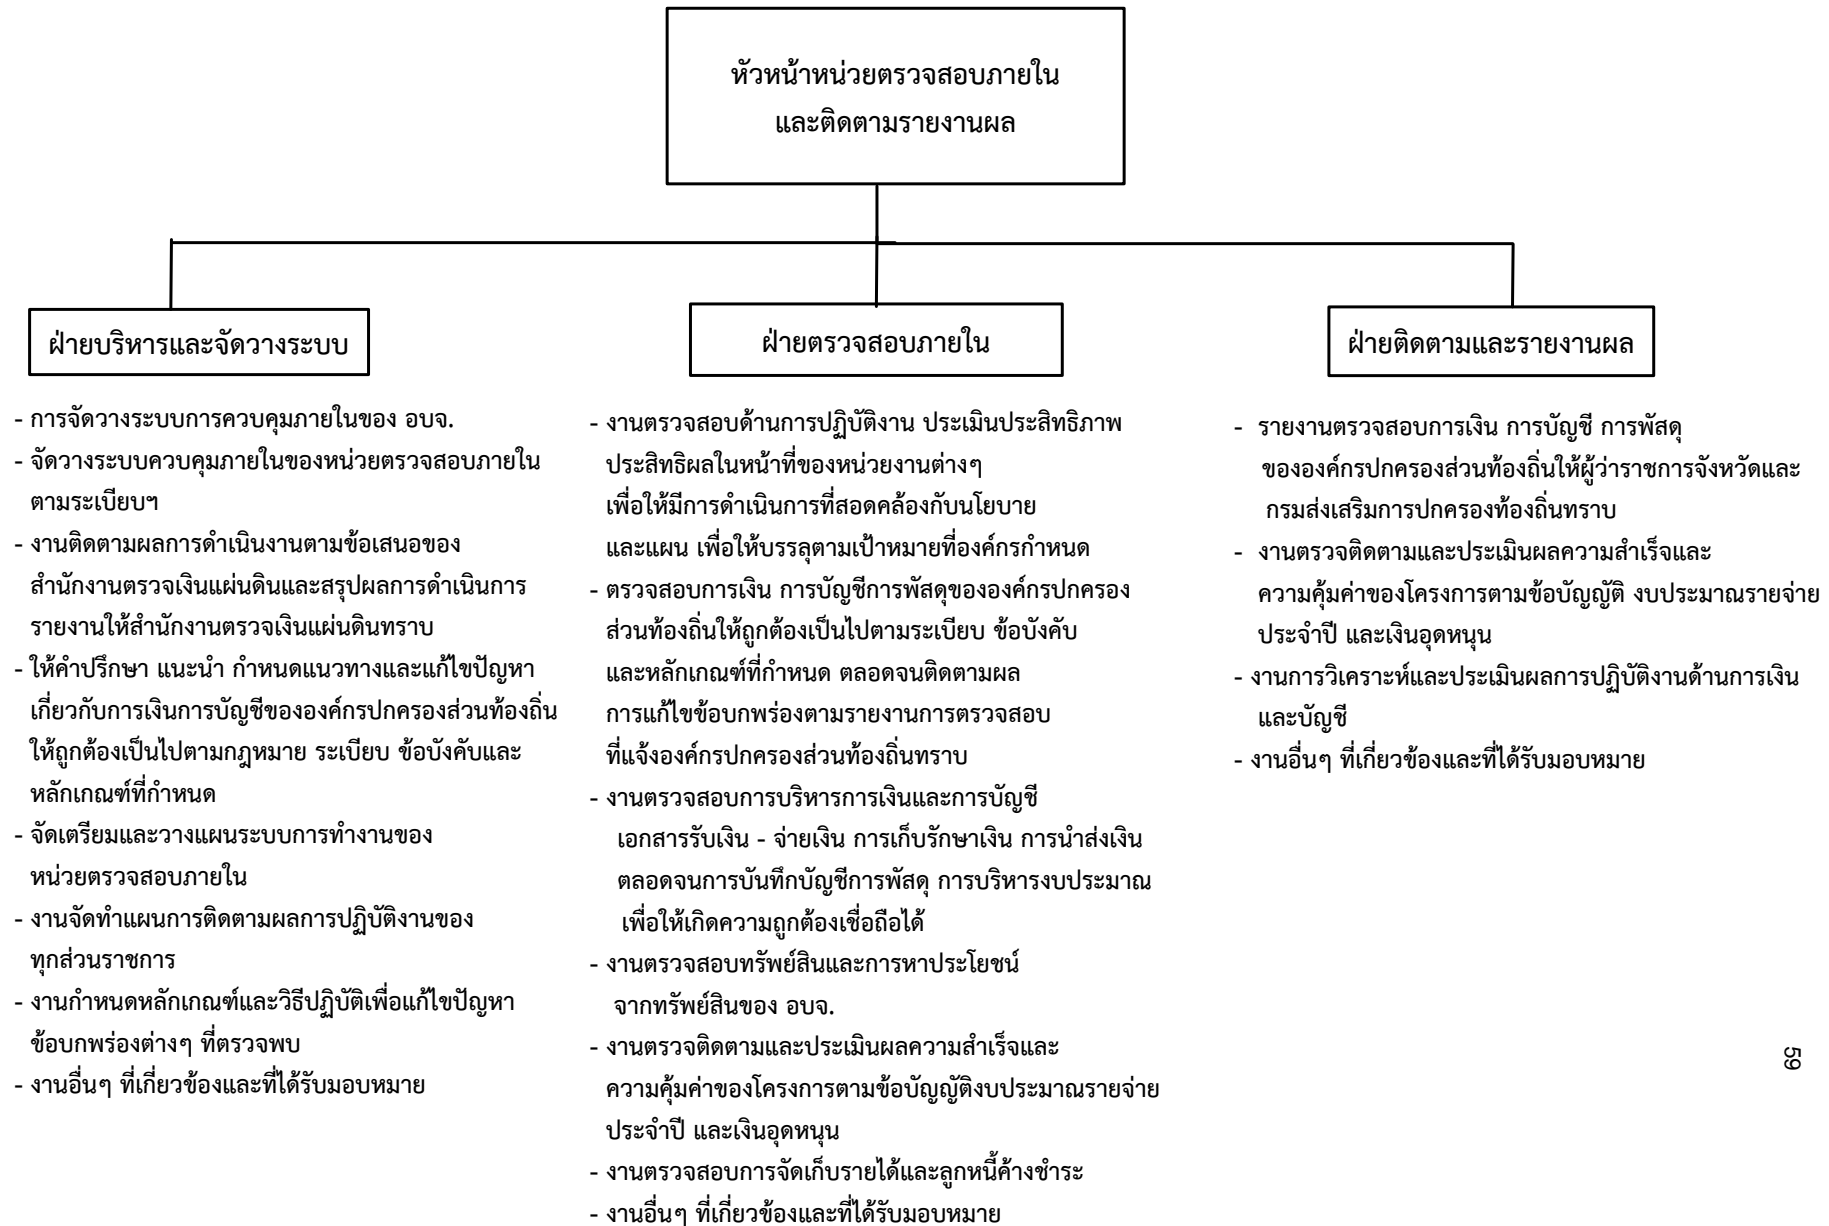 หัวหน้าหน่วยตรวจสอบภายใน
และติดตามรายงานผล
ฝ่ายบริหารและจัดวางระบบ
- การจัดวางระบบการควบคุมภายในของ อบจ.
- จัดวางระบบควบคุมภายในของหน่วยตรวจสอบภายใน
ตามระเบียบฯ
- งานติดตามผลการดำเนินงานตามข้อเสนอของ
สำนักงานตรวจเงินแผ่นดินและสรุปผลการดำเนินการ
รายงานให้สำนักงานตรวจเงินแผ่นดินทราบ
- ให้คำปรึกษา แนะนำ กำหนดแนวทางและแก้ไขปัญหา
เกี่ยวกับการเงินการบัญชีขององค์กรปกครองส่วนท้องถิ่น
ให้ถูกต้องเป็นไปตามกฎหมาย ระเบียบ ข้อบังคับและ
หลักเกณฑ์ที่กำหนด
- จัดเตรียมและวางแผนระบบการทำงานของ
หน่วยตรวจสอบภายใน
- งานจัดทำแผนการติดตามผลการปฏิบัติงานของ
ทุกส่วนราชการ
- งานกำหนดหลักเกณฑ์และวิธีปฏิบัติเพื่อแก้ไขปัญหา
ข้อบกพร่องต่างๆ ที่ตรวจพบ
- งานอื่นๆ ที่เกี่ยวข้องและที่ได้รับมอบหมาย
ฝ่ายตรวจสอบภายใน
- งานตรวจสอบด้านการปฏิบัติงาน ประเมินประสิทธิภาพ
ประสิทธิผลในหน้าที่ของหน่วยงานต่างๆ
เพื่อให้มีการดำเนินการที่สอดคล้องกับนโยบาย
และแผน เพื่อให้บรรลุตามเป้าหมายที่องค์กรกำหนด
- ตรวจสอบการเงิน การบัญชีการพัสดุขององค์กรปกครอง
ส่วนท้องถิ่นให้ถูกต้องเป็นไปตามระเบียบ ข้อบังคับ
และหลักเกณฑ์ที่กำหนด ตลอดจนติดตามผล
การแก้ไขข้อบกพร่องตามรายงานการตรวจสอบ
ที่แจ้งองค์กรปกครองส่วนท้องถิ่นทราบ
- งานตรวจสอบการบริหารการเงินและการบัญชี
เอกสารรับเงิน - จ่ายเงิน การเก็บรักษาเงิน การนำส่งเงิน
ตลอดจนการบันทึกบัญชีการพัสดุ การบริหารงบประมาณ
เพื่อให้เกิดความถูกต้องเชื่อถือได้
- งานตรวจสอบทรัพย์สินและการหาประโยชน์
จากทรัพย์สินของ อบจ.
- งานตรวจติดตามและประเมินผลความสำเร็จและ
ความคุ้มค่าของโครงการตามข้อบัญญัติงบประมาณรายจ่าย
ประจำปี และเงินอุดหนุน
- งานตรวจสอบการจัดเก็บรายได้และลูกหนี้ค้างชำระ
- งานอื่นๆ ที่เกี่ยวข้องและที่ได้รับมอบหมาย
ฝ่ายติดตามและรายงานผล
- รายงานตรวจสอบการเงิน การบัญชี การพัสดุ
ขององค์กรปกครองส่วนท้องถิ่นให้ผู้ว่าราชการจังหวัดและ
กรมส่งเสริมการปกครองท้องถิ่นทราบ
- งานตรวจติดตามและประเมินผลความสำเร็จและ
ความคุ้มค่าของโครงการตามข้อบัญญัติ งบประมาณรายจ่าย
ประจำปี และเงินอุดหนุน
- งานการวิเคราะห์และประเมินผลการปฏิบัติงานด้านการเงิน
และบัญชี
- งานอื่นๆ ที่เกี่ยวข้องและที่ได้รับมอบหมาย
59